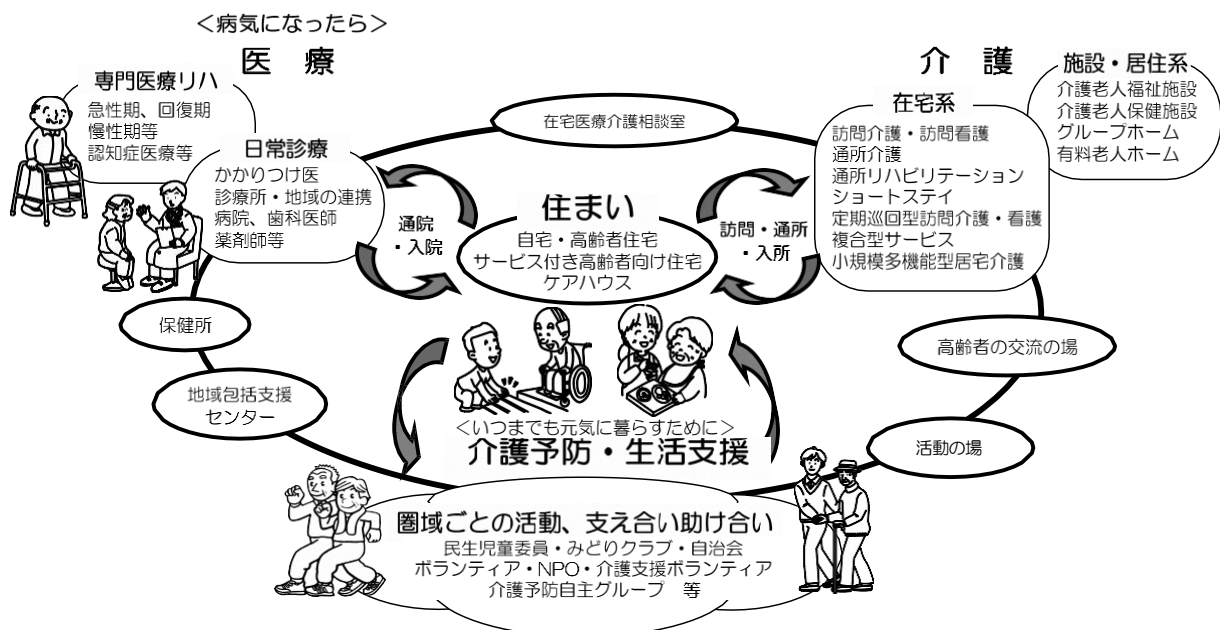 <病気になったら>
医　療
専門医療リハ
急性期、回復期
慢性期等
認知症医療等
日常診療
かかりつけ医
診療所・地域の連携
病院、歯科医師
薬剤師等
在宅医療介護相談室
介　護
施設・居住系
介護老人福祉施設
介護老人保健施設
グループホーム
有料老人ホーム
在宅系
訪問介護・訪問看護
通所介護
通所リハビリテーション
ショートステイ
定期巡回型訪問介護・看護
複合型サービス
小規模多機能型居宅介護
通院
・入院
住まい
自宅・高齢者住宅
サービス付き高齢者向け住宅
ケアハウス
訪問・通所
・入所
保健所
地域包括支援
センター
高齢者の交流の場
活動の場
<いつまでも元気に暮らすために>
介護予防・生活支援
圏域ごとの活動、支え合い助け合い
民生児童委員・みどりクラブ・自治会
ボランティア・NPO・介護支援ボランティア
介護予防自主グループ　等